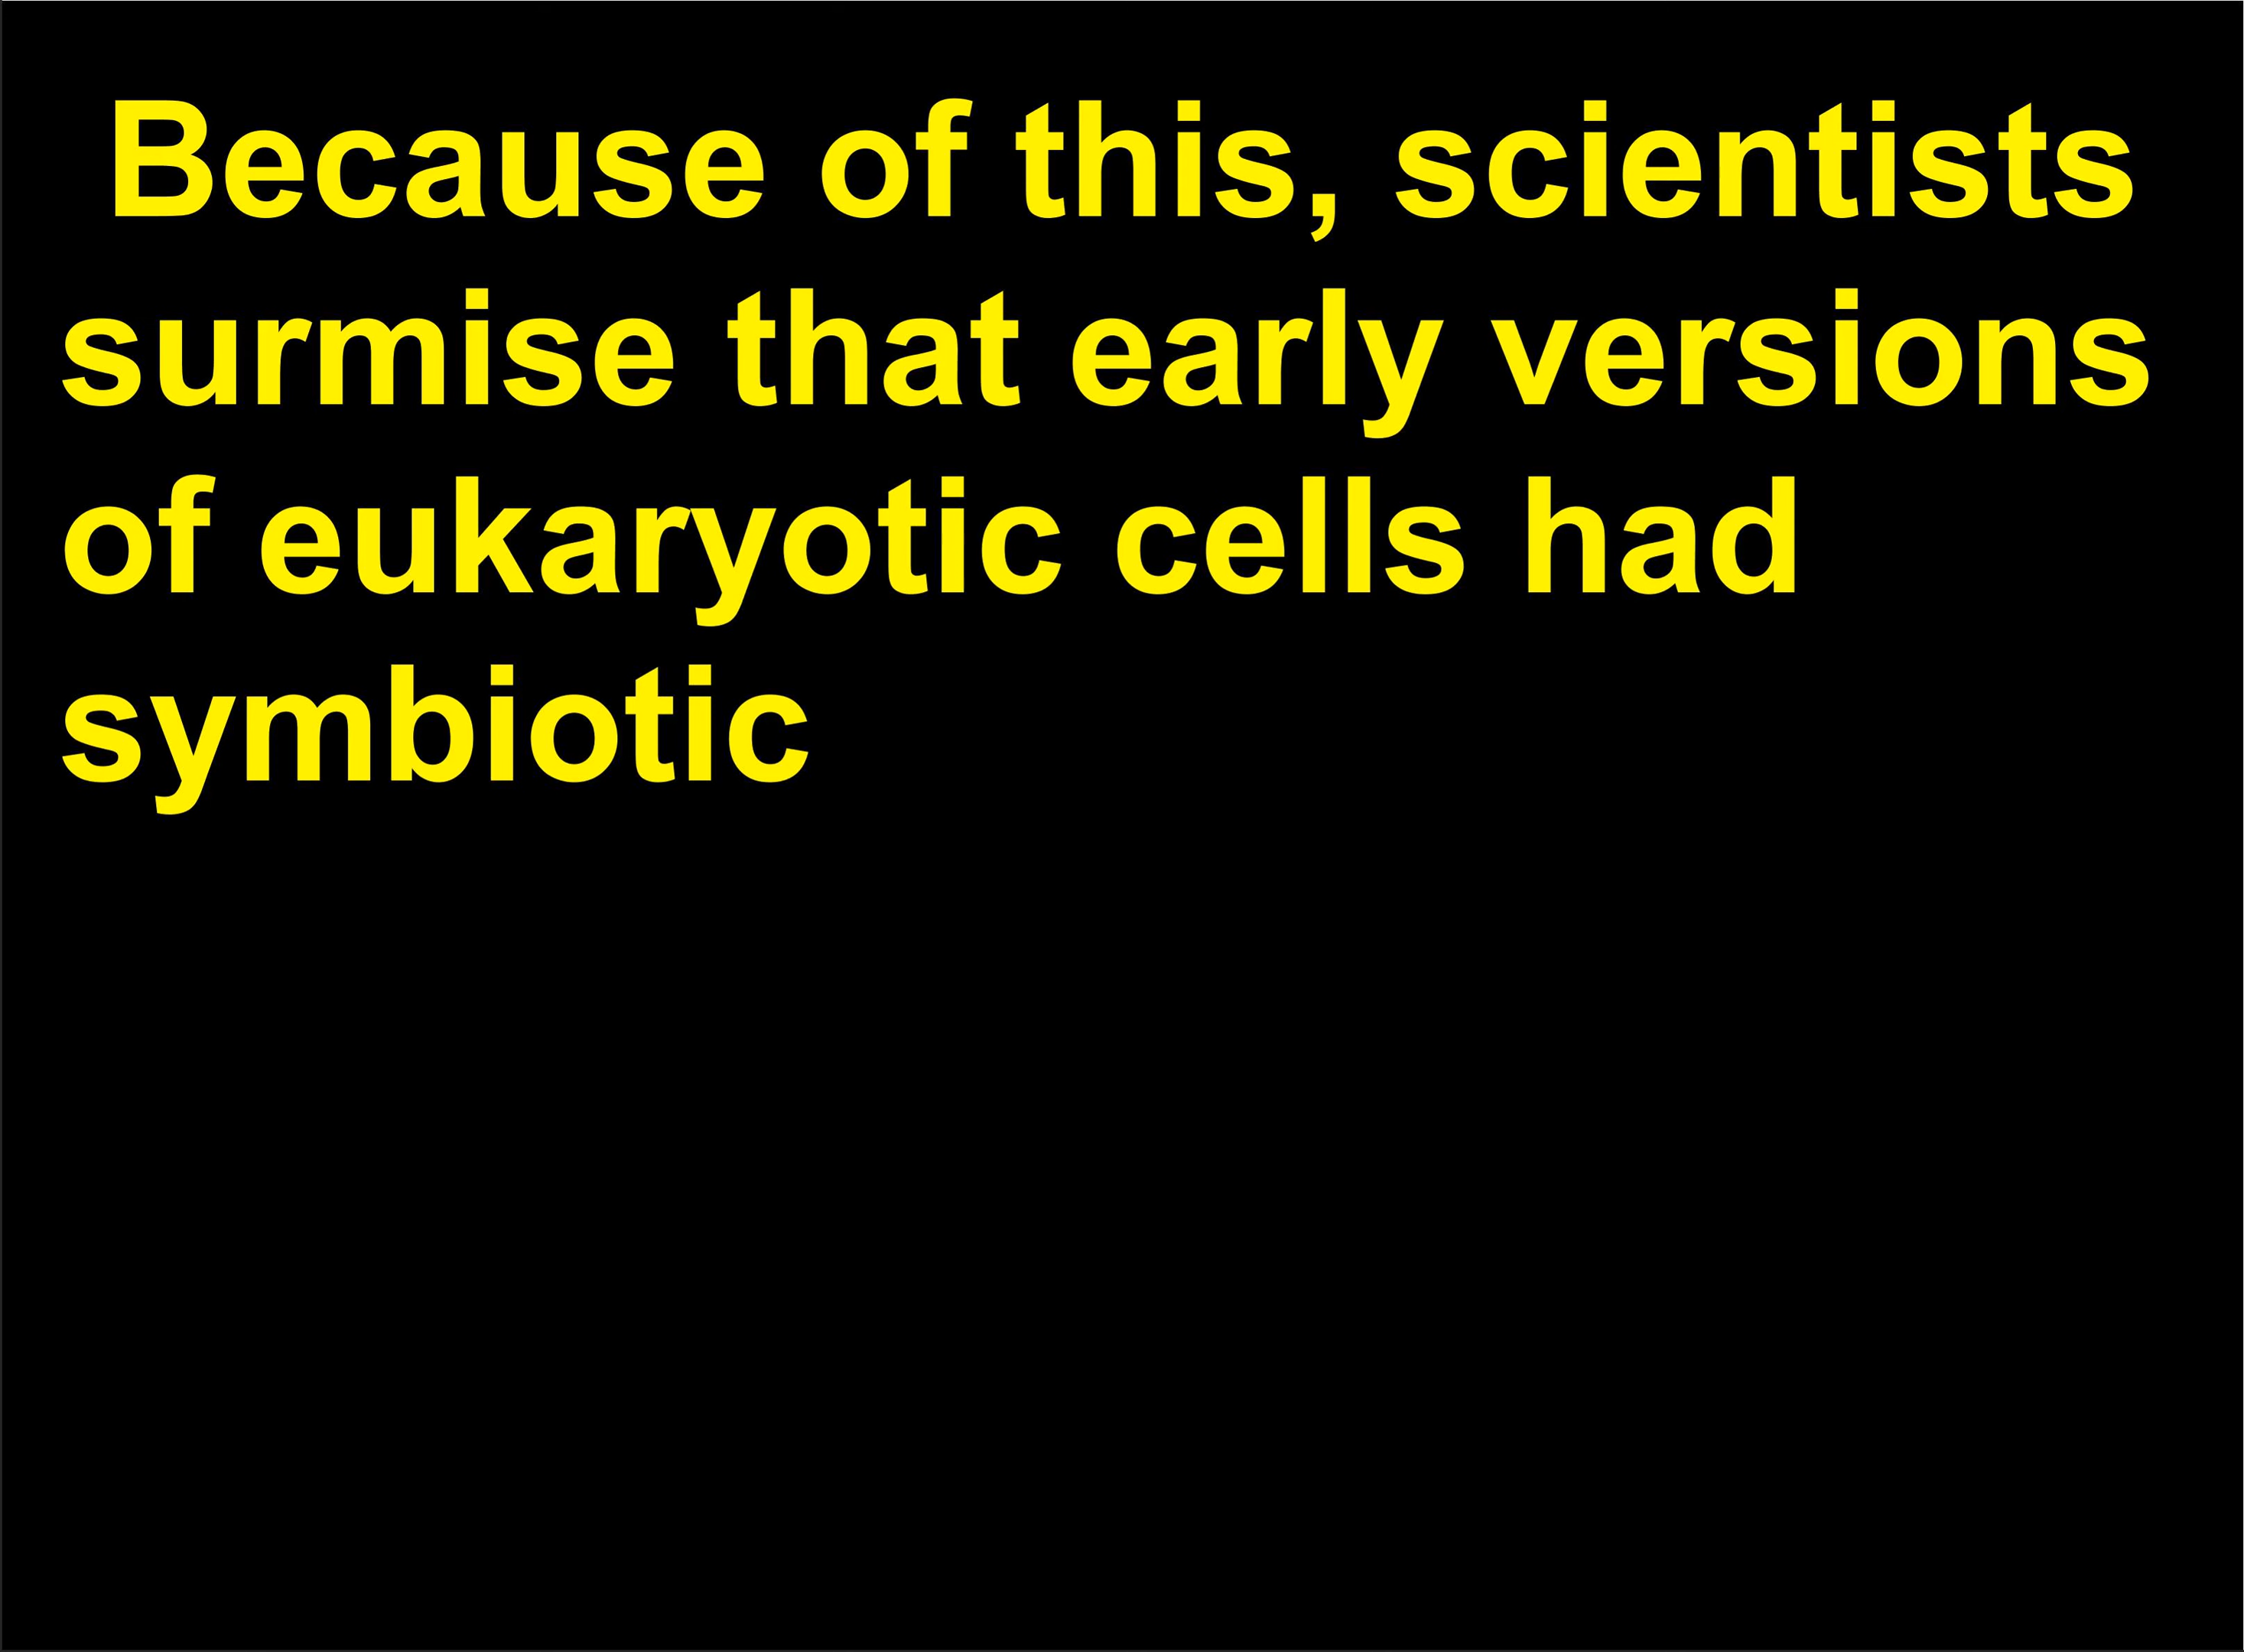 Because of this, scientists
surmise that early versions
of eukaryotic cells had
symbiotic